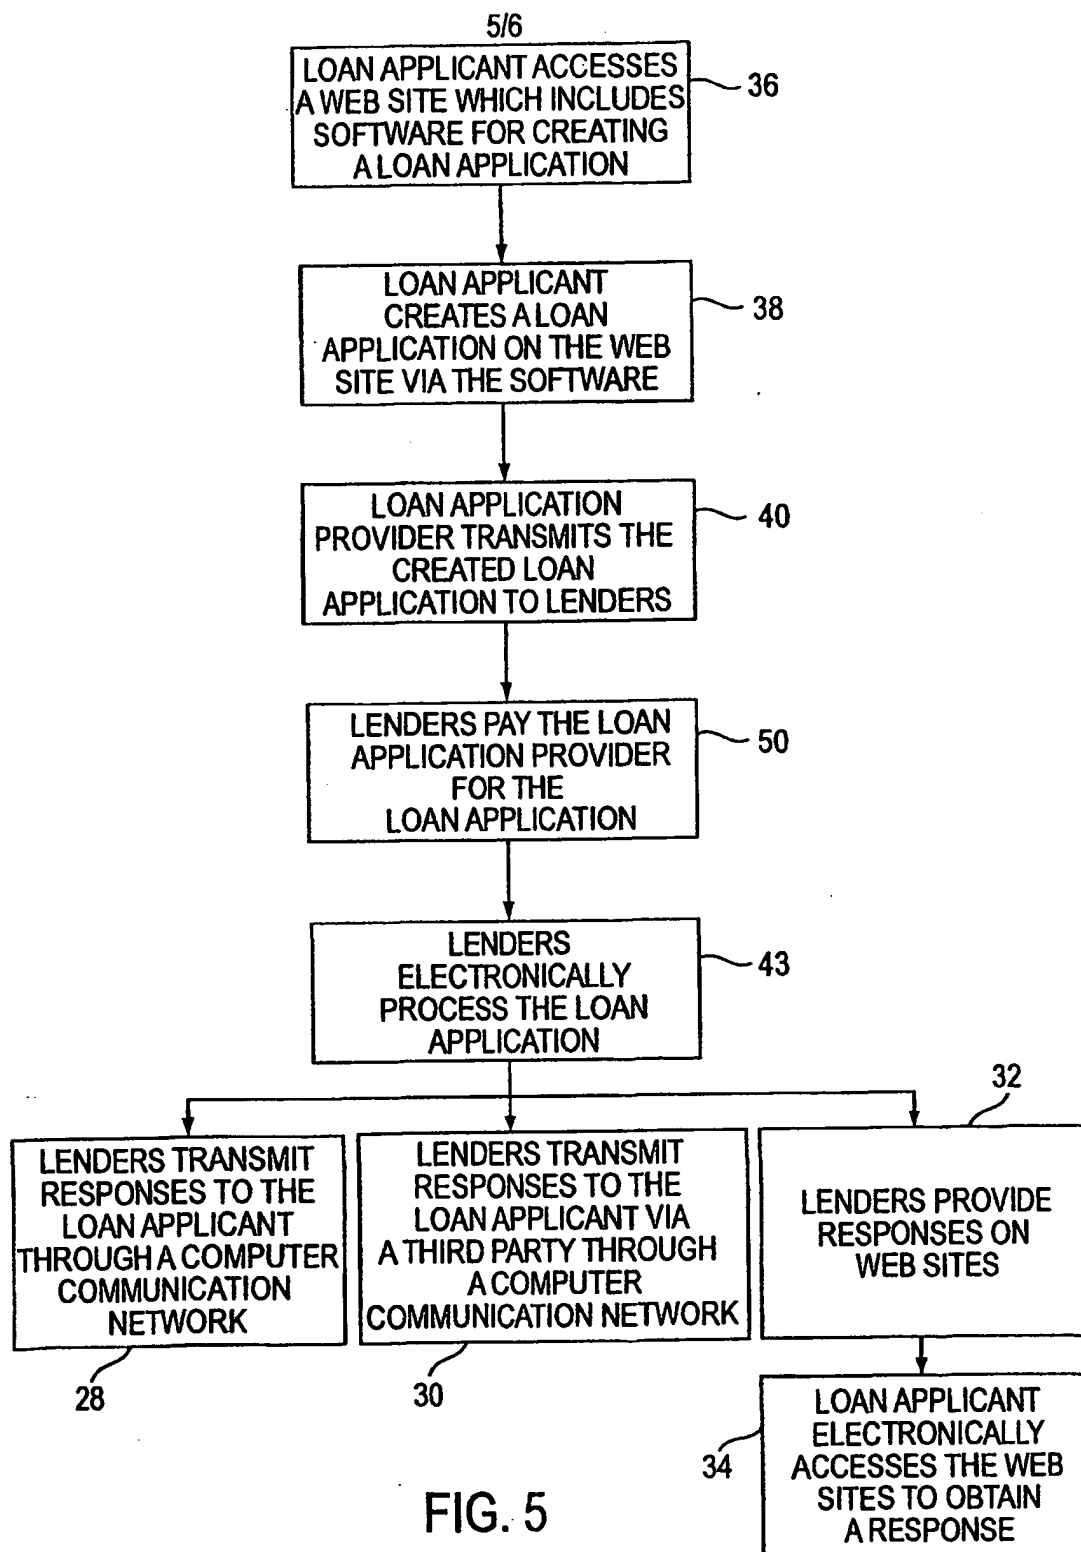 5/6
LOAN APPLICANT ACCESSES
A WEB SITE WHICH INCLUDES
SOFTWARE FOR CREATING
A LOAN APPLICATION
36
LOAN APPLICANT
CREATES A LOAN
APPLICATION ON THE WEB
SITE VIA THE SOFTWARE
38
LOAN APPLICATION
PROVIDER TRANSMITS THE
CREATED LOAN
APPLICATION TO LENDERS
40
LENDERS PAY THE LOAN
APPLICATION PROVIDER
FOR THE
LOAN APPLICATION
50
LENDERS
ELECTRONICALLY
PROCESS THE LOAN
APPLICATION
43
LENDERS TRANSMIT
RESPONSES TO THE
LOAN APPLICANT
THROUGH A COMPUTER
COMMUNICATION
NETWORK
28
LENDERS TRANSMIT
RESPONSES TO THE
LOAN APPLICANT VIA
A THIRD PARTY THROUGH
A COMPUTER
COMMUNICATION NETWORK
30
32
LENDERS PROVIDE
RESPONSES ON
WEB SITES
34
LOAN APPLICANT
ELECTRONICALLY
ACCESSES THE WEB
SITES TO OBTAIN
A RESPONSE
FIG. 5